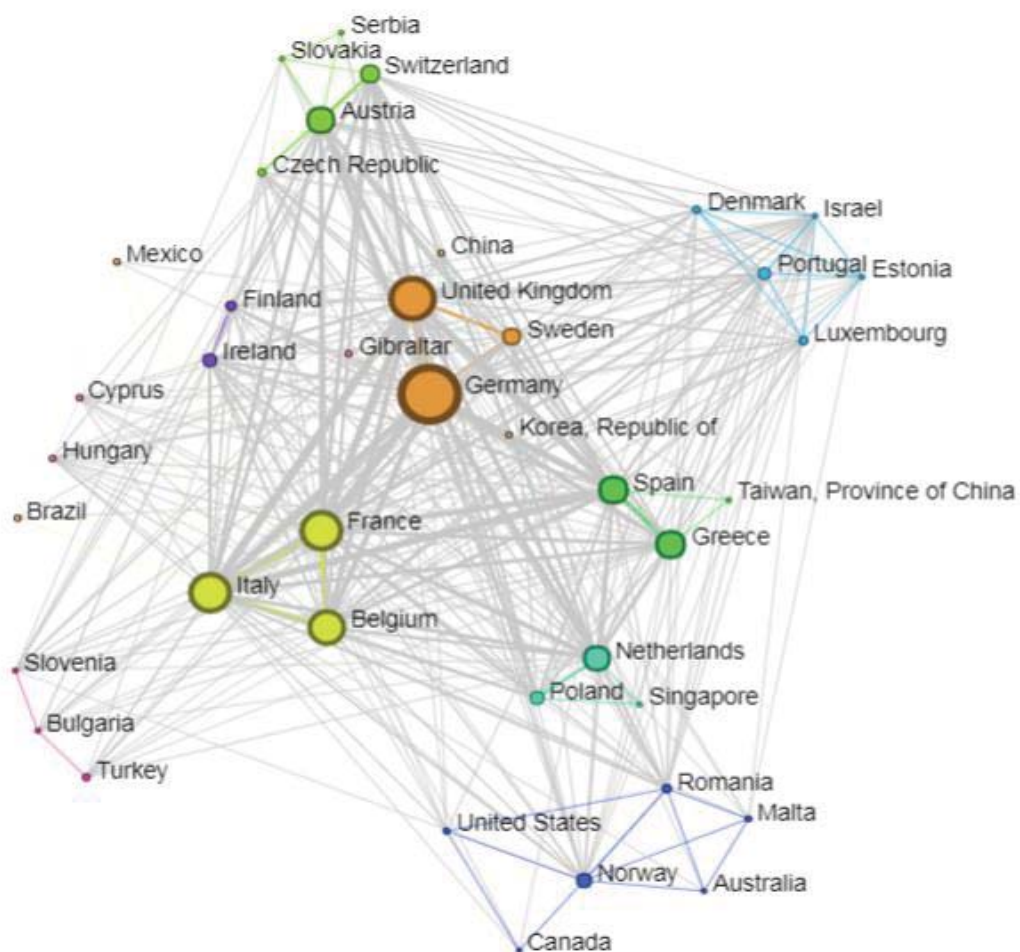 Serbia
Slovakia
Switzerland
Austria
Czech Republic
Denmark
Israel
Mexico
China
Portugal
Estonia
Finland
United Kingdom
Sweden
Luxembourg
Ireland
Gibraltar
Cyprus
Germany
Korea, Republic of
Hungary
Spain
Taiwan, Province of China
Brazil
France
Greece
Italy
Belgium
Netherlands
Slovenia
Poland
Singapore
Bulgaria
Turkey
Romania
United States
Malta
Norway
Australia
Canada